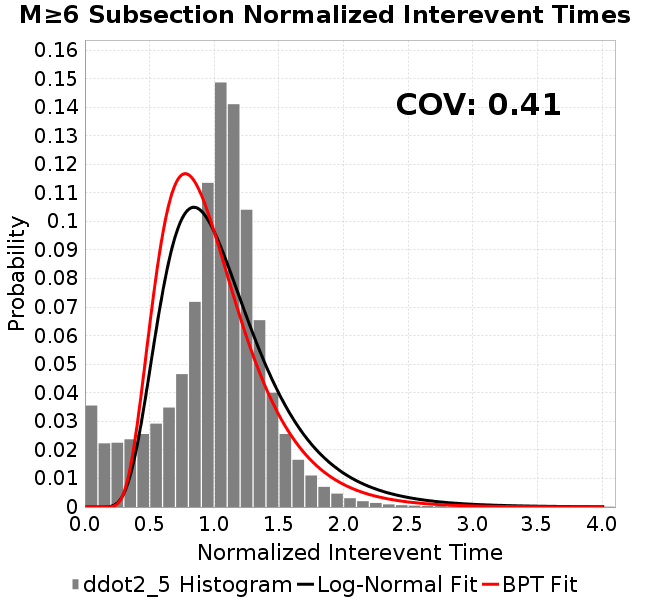 M≥6 Subsection Normalized Interevent Times
COV: 0.41
Probability
0.16
0.15
0.14
0.13
0.12
0.11
0.1
0.09
0.08
0.07
0.06
0.05
0.04
0.03
0.02
0.01
0
0.0 0.5 1.0 1.5 2.0 2.5 3.0 3.5 4.0
Normalized Interevent Time
ddot2_5 Histogram Log-Normal Fit BPT Fit